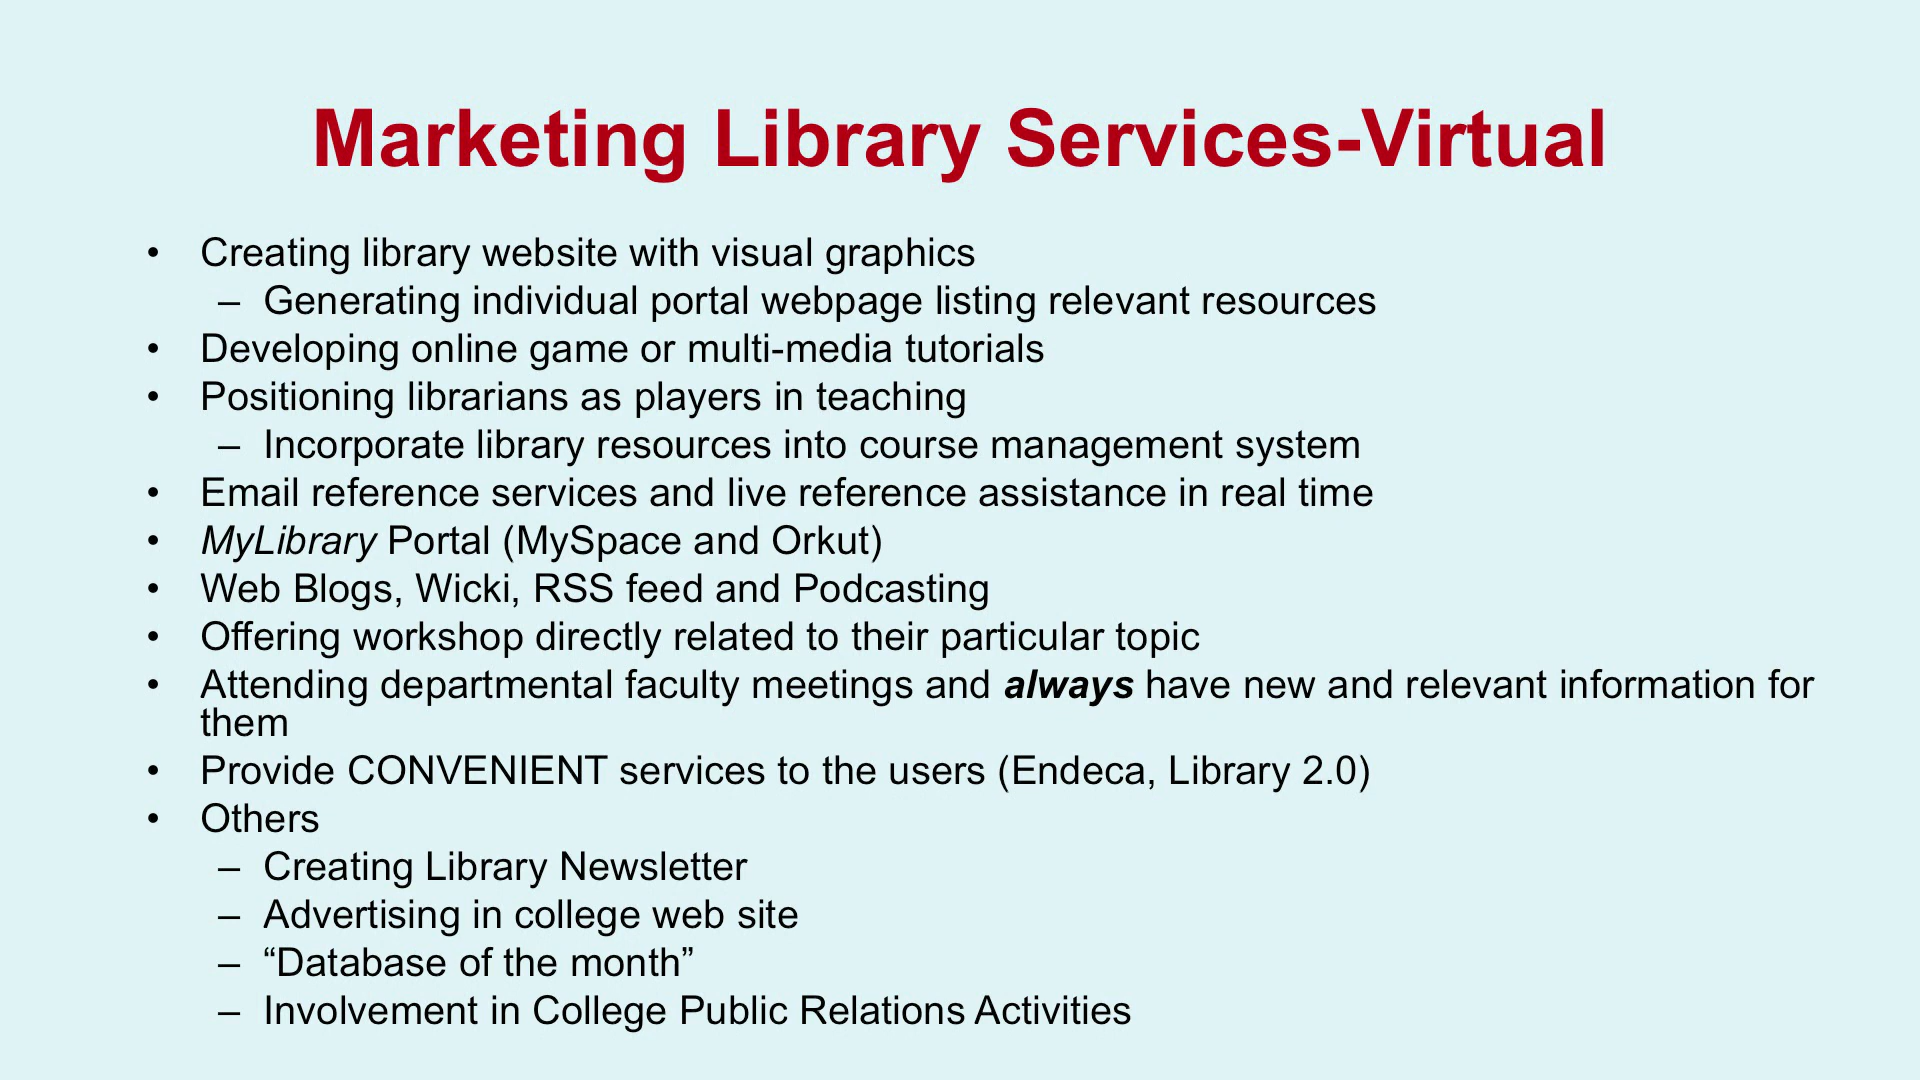 Marketing Library Services-Virtual
• Creating library website with visual graphics
– Generating individual portal webpage listing relevant resources
• Developing online game or multi-media tutorials
• Positioning librarians as players in teaching
– Incorporate library resources into course management system
• Email reference services and live reference assistance in real time
• MyLibrary Portal (MySpace and Orkut)
• Web Blogs, Wicki, RSS feed and Podcasting
• Offering workshop directly related to their particular topic
• Attending departmental faculty meetings and always have new and relevant information for
them
• Provide CONVENIENT services to the users (Endeca, Library 2.0)
• Others
– Creating Library Newsletter
– Advertising in college web site
– “Database of the month”
– Involvement in College Public Relations Activities